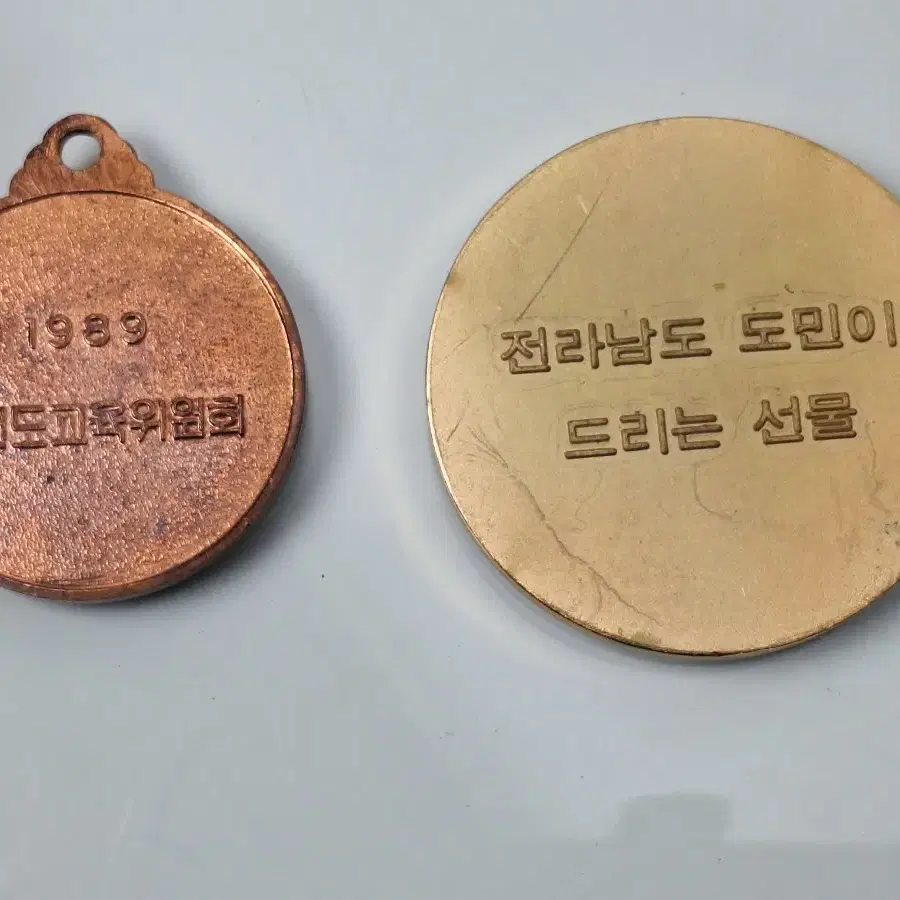 1989
도교육위원회
전라남도 도민이
드리는 선물